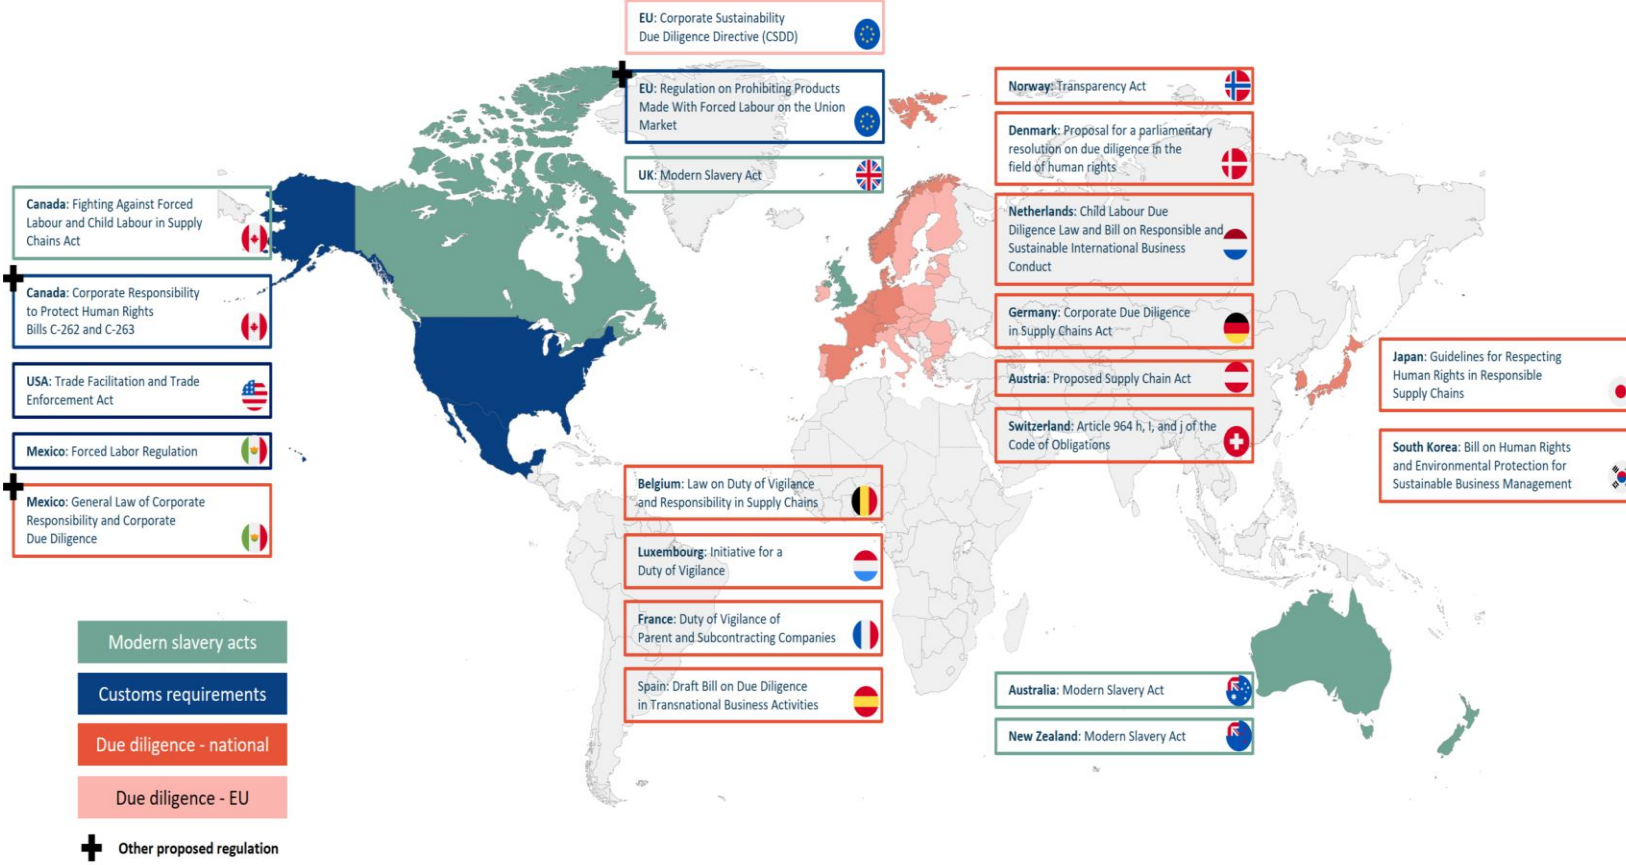 EU: Corporate Sustainability
Due Diligence Directive (CSDD)
EU: Regulation on Prohibiting Products
Made With Forced Labour on the Union
Market
UK: Modern Slavery Act
Canada: Fighting Against Forced
Labour and Child Labour in Supply
Chains Act
Canada: Corporate Responsibility
to Protect Human Rights
Bills C-262 and C-263
USA: Trade Facilitation and Trade
Enforcement Act
Mexico: Forced Labor Regulation
Mexico: General Law of Corporate
Responsibility and Corporate
Due Diligence
Norway: Transparency Act
Denmark: Proposal for a parliamentary
resolution on due diligence in the
field of human rights
Netherlands: Child Labour Due
Diligence Law and Bill on Responsible and
Sustainable International Business
Conduct
Germany: Corporate Due Diligence
in Supply Chains Act
Austria: Proposed Supply Chain Act
Switzerland: Article 964 h, I, and j of the
Code of Obligations
Japan: Guidelines for Respecting
Human Rights in Responsible
Supply Chains
South Korea: Bill on Human Rights
and Environmental Protection for
Sustainable Business Management
Belgium: Law on Duty of Vigilance
and Responsibility in Supply Chains
Luxembourg: Initiative for a
Duty of Vigilance
France: Duty of Vigilance of
Parent and Subcontracting Companies
Spain: Draft Bill on Due Diligence
in Transnational Business Activities
Australia: Modern Slavery Act
New Zealand: Modern Slavery Act
Modern slavery acts
Customs requirements
Due diligence - national
Due diligence - EU
Other proposed regulation